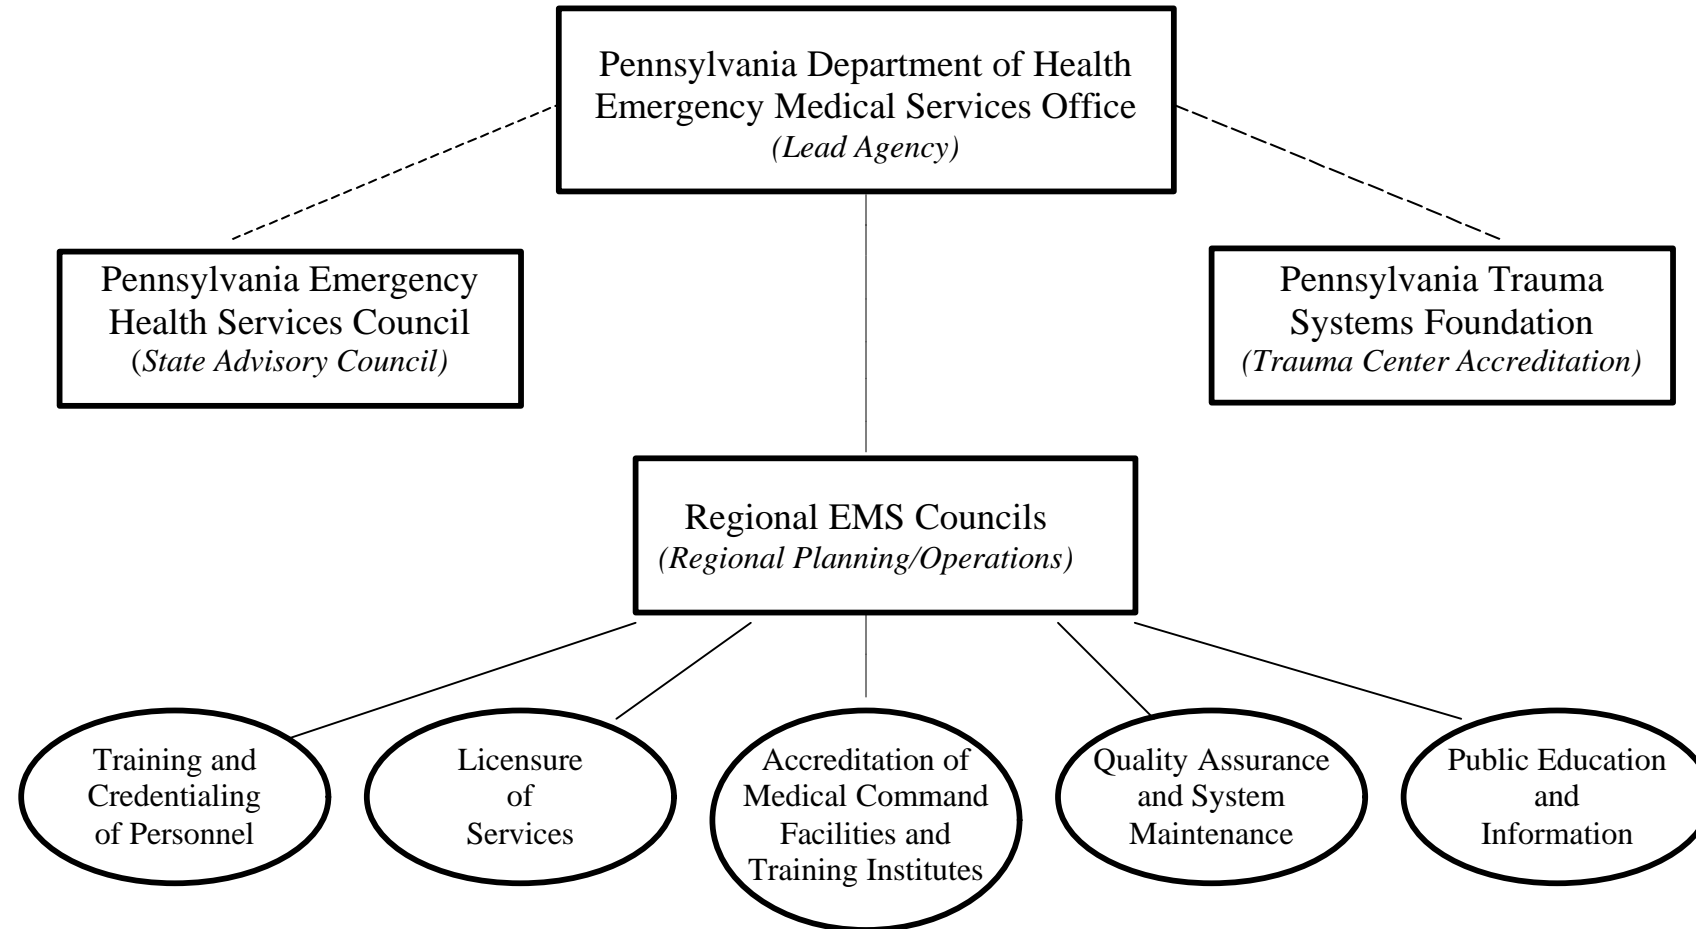 Pennsylvania Department of Health
Emergency Medical Services Office
(Lead Agency)
Pennsylvania Emergency
Health Services Council
(State Advisory Council)
Pennsylvania Trauma
Systems Foundation
(Trauma Center Accreditation)
Regional EMS Councils
(Regional Planning/Operations)
Training and
Credentialing
of Personnel
Licensure
of
Services
Accreditation of
Medical Command
Facilities and
Training Institutes
Quality Assurance
and System
Maintenance
Public Education
and
Information